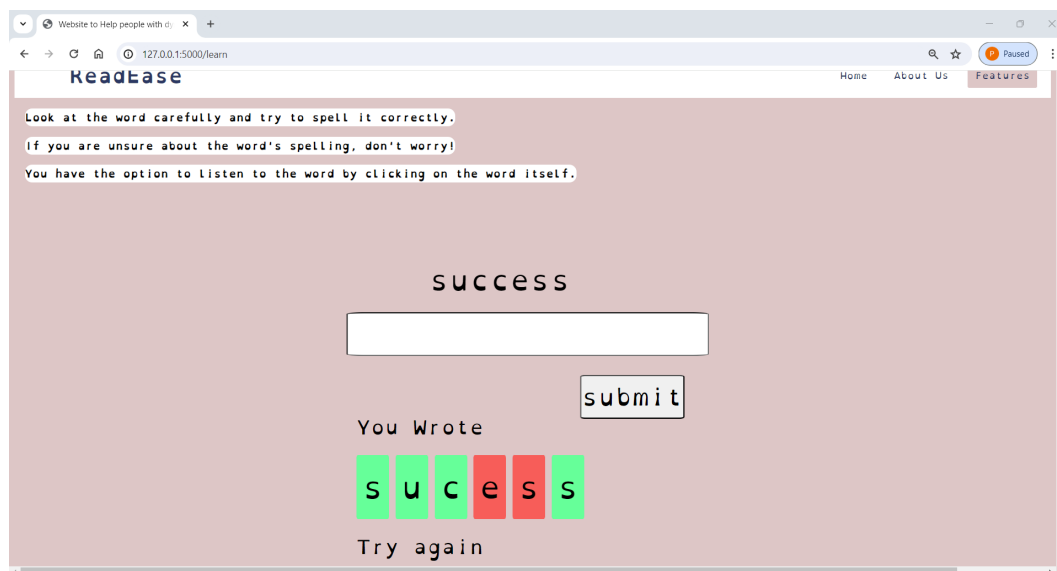 Website to Help people with dy
127.0.0.1:5000/learn
Paused
ReadEase
Home About Us Features
Look at the word carefully and try to spell it correctly.
If you are unsure about the word's spelling, don't worry!
You have the option to listen to the word by clicking on the word itself.
success
submit
You Wrote
s u c e s s
Try again